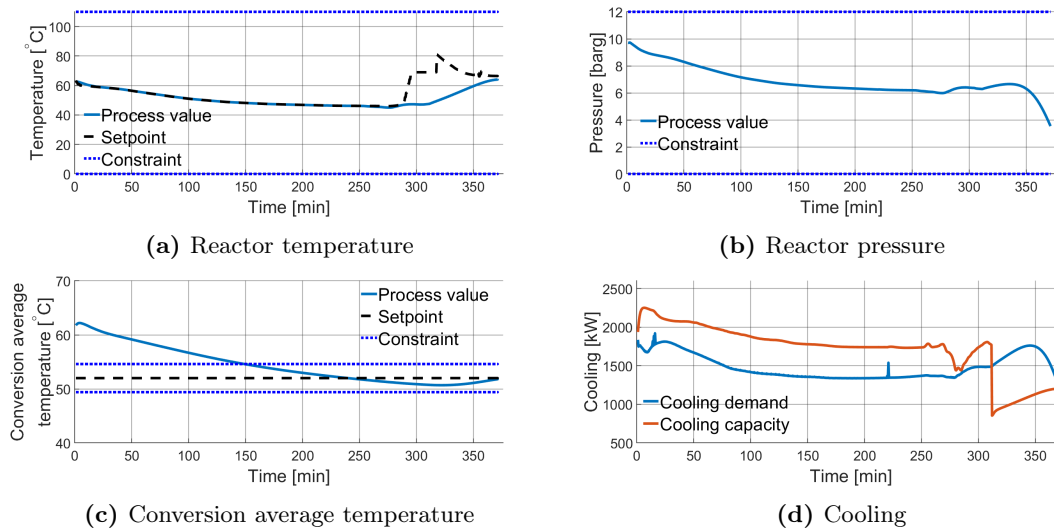 Temperature [°C]
100
80
60
40
20
0
Process value
Setpoint
Constraint
0 50 100 150 200 250 300 350
Time [min]
(a) Reactor temperature
Pressure [barg]
12
10
8
6
4
2
0
Process value
Constraint
0 50 100 150 200 250 300 350
Time [min]
(b) Reactor pressure
Conversion average
temperature [°C]
70
60
50
40
Process value
Setpoint
Constraint
0 50 100 150 200 250 300 350
Time [min]
(c) Conversion average temperature
Cooling [kW]
2500
2000
1500
1000
500
Cooling demand
Cooling capacity
0 50 100 150 200 250 300 350
Time [min]
(d) Cooling